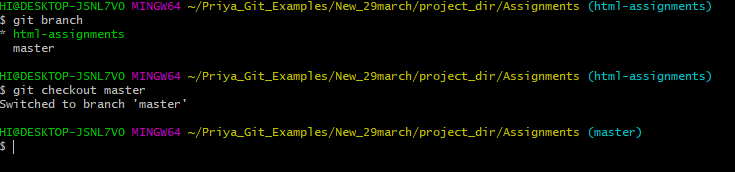 HI@DESKTOP-JSNL7VO MINGW64 ~/Priya_Git_Examples/New_29march/project_dir/Assignments (html-assignments)
$ git branch
* html-assignments
  master
HI@DESKTOP-JSNL7VO MINGW64 ~/Priya_Git_Examples/New_29march/project_dir/Assignments (html-assignments)
$ git checkout master
Switched to branch 'master'
HI@DESKTOP-JSNL7VO MINGW64 ~/Priya_Git_Examples/New_29march/project_dir/Assignments (master)
$